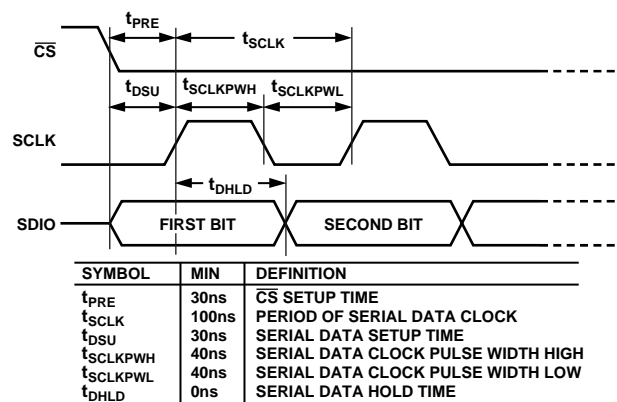 tPRE
tSCLK
CS
tDSU
tSCLKPWH
tSCLKPWL
SCLK
tDHLD
SDIO
FIRST BIT
SECOND BIT
SYMBOL MIN DEFINITION
tPRE 30ns CS SETUP TIME
tSCLK 100ns PERIOD OF SERIAL DATA CLOCK
tDSU 30ns SERIAL DATA SETUP TIME
tSCLKPWH 40ns SERIAL DATA CLOCK PULSE WIDTH HIGH
tSCLKPWL 40ns SERIAL DATA CLOCK PULSE WIDTH LOW
tDHLD 0ns SERIAL DATA HOLD TIME